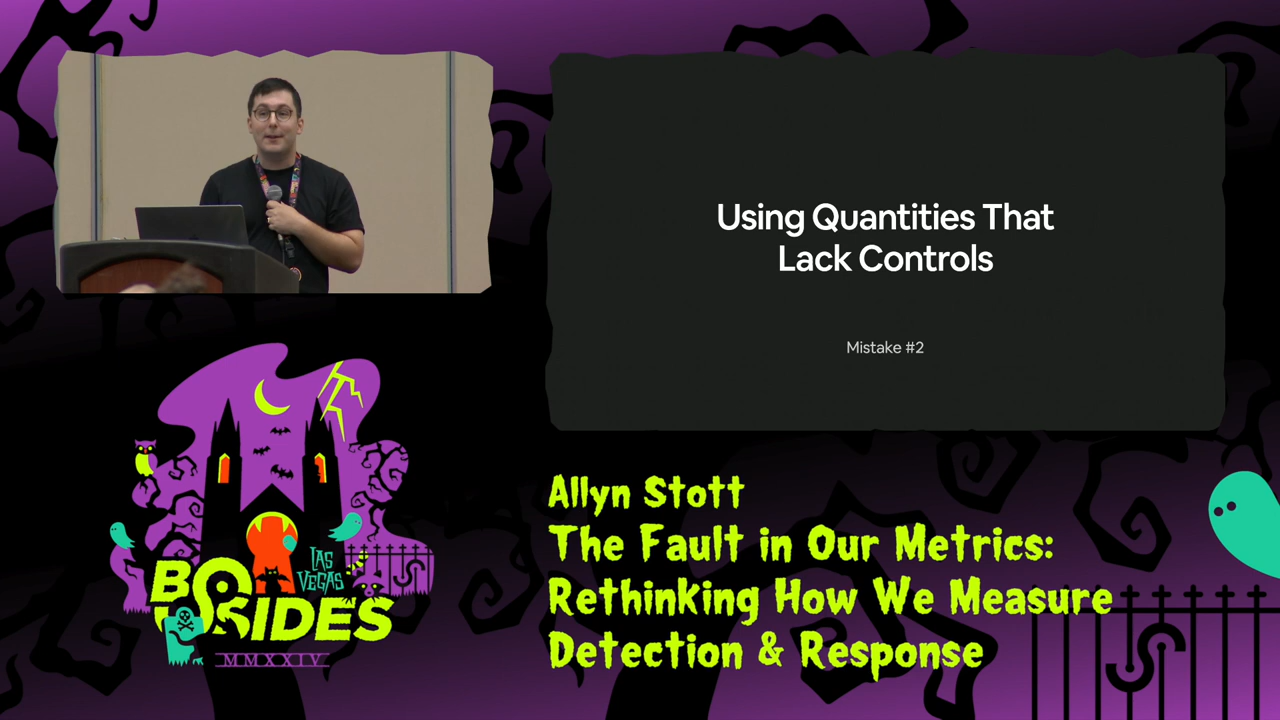 Using Quantities That
Lack Controls
Mistake #2
Allyn Stott
The Fault in Our Metrics:
Rethinking How We Measure
Detection & Response
LAS
VEGAS
BSIDES
MMXXIV